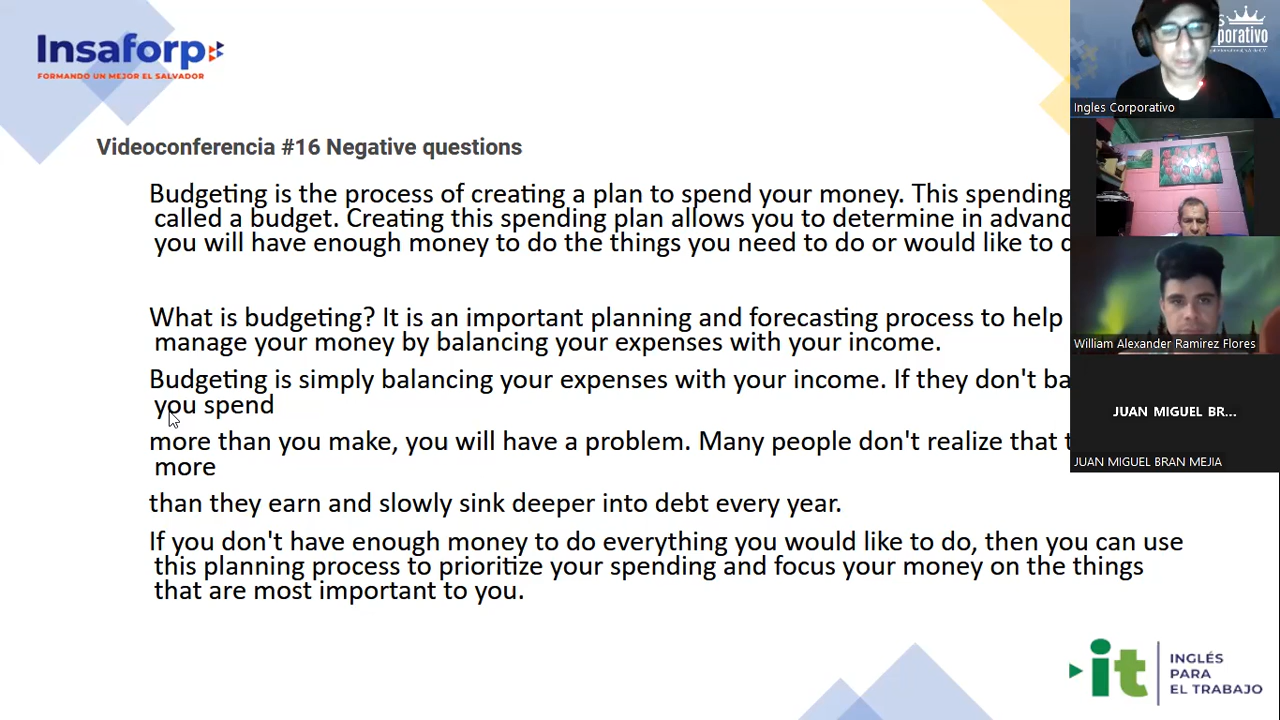 Insaforp
FORMANDO UN MEJOR EL SALVADOR
Videoconferencia #16 Negative questions
Budgeting is the process of creating a plan to spend your money. This spending
called a budget. Creating this spending plan allows you to determine in advanc
you will have enough money to do the things you need to do or would like to d
What is budgeting? It is an important planning and forecasting process to help
manage your money by balancing your expenses with your income.
Budgeting is simply balancing your expenses with your income. If they don't ba
you spend
more than you make, you will have a problem. Many people don't realize that t
more
than they earn and slowly sink deeper into debt every year.
If you don't have enough money to do everything you would like to do, then you can use
this planning process to prioritize your spending and focus your money on the things
that are most important to you.
s
porativo
Ingles Corporativo
William Alexander Ramirez Flores
JUAN MIGUEL BR...
JUAN MIGUEL BRAN MEJIA
it
INGLÉS
PARA
EL TRABAJO